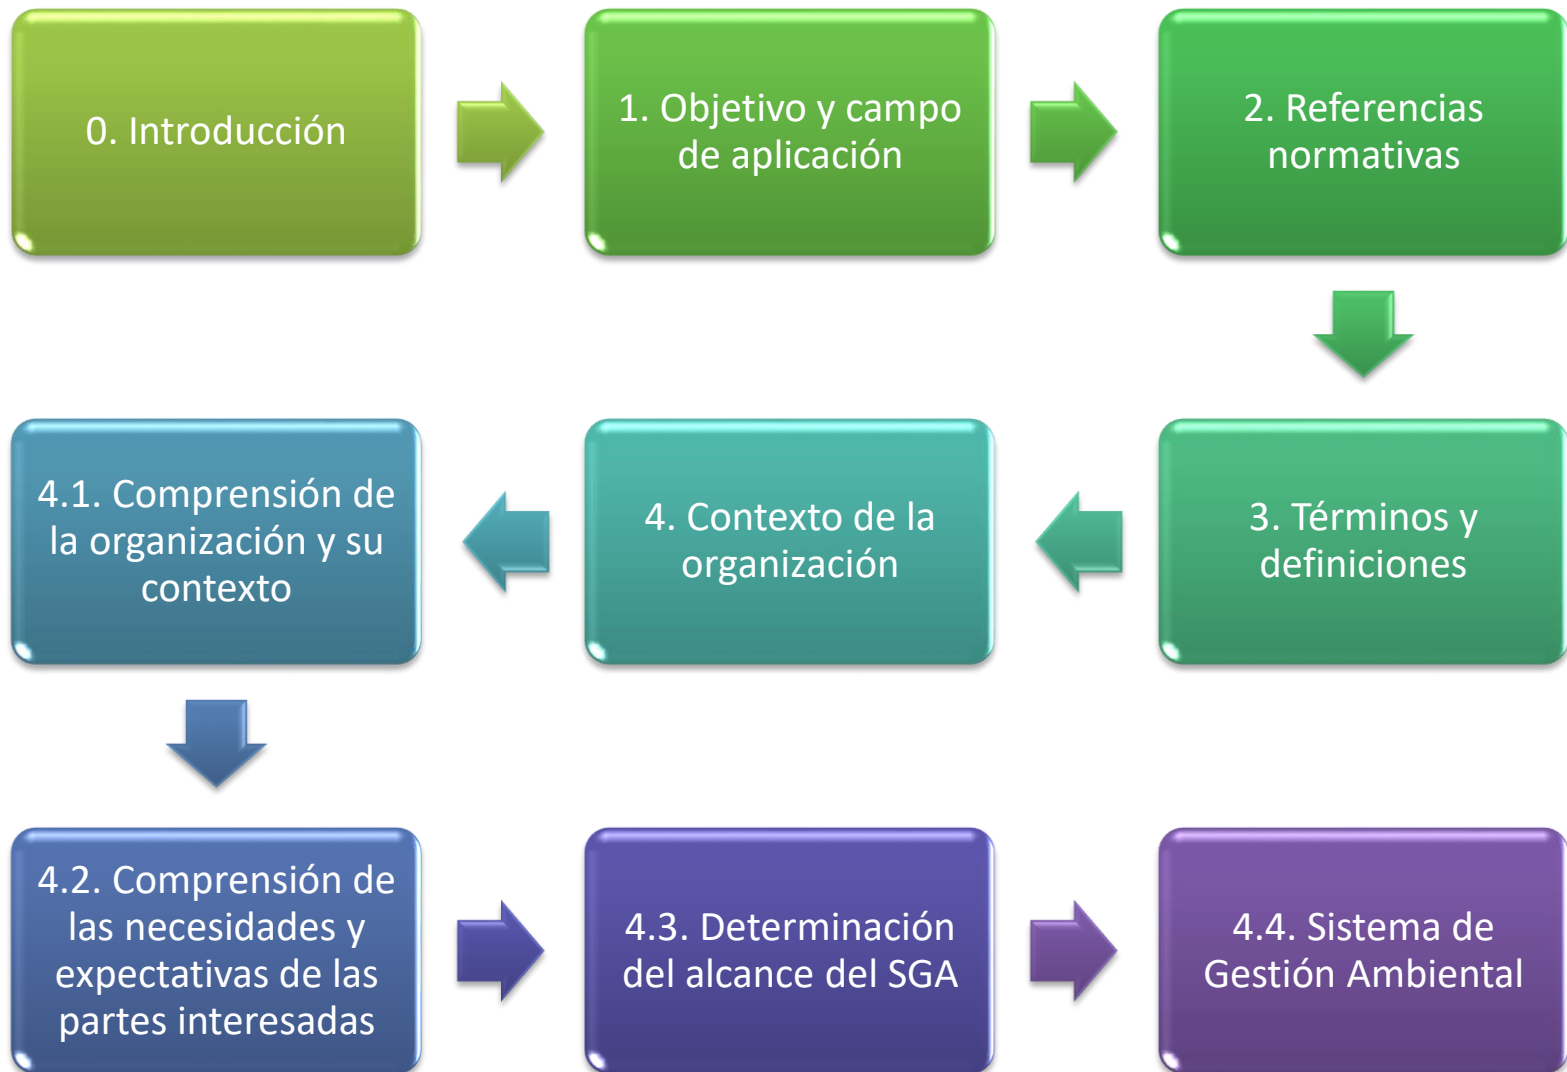 0. Introducción
1. Objetivo y campo
de aplicación
2. Referencias
normativas
3. Términos y
definiciones
4. Contexto de la
organización
4.1. Comprensión de
la organización y su
contexto
4.2. Comprensión de
las necesidades y
expectativas de las
partes interesadas
4.3. Determinación
del alcance del SGA
4.4. Sistema de
Gestión Ambiental